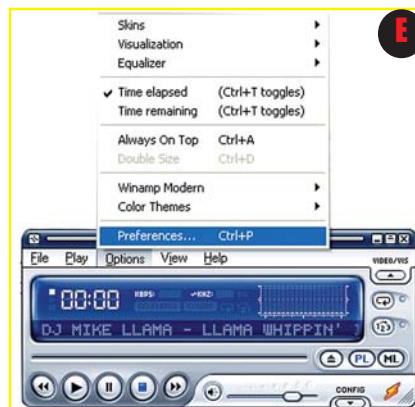 E
Skins
Visualization
Equalizer
Time elapsed (Ctrl+T toggles)
Time remaining (Ctrl+T toggles)
Always On Top Ctrl+A
Double Size Ctrl+D
Winamp Modern
Color Themes
Preferences... Ctrl+P
File Play Options View Help
VIDEO/VIS
00:00 KBPS: KHZ:
DJ MIKE LLAMA - LLAMA WHIPPIN'
PL ML
CONFIG